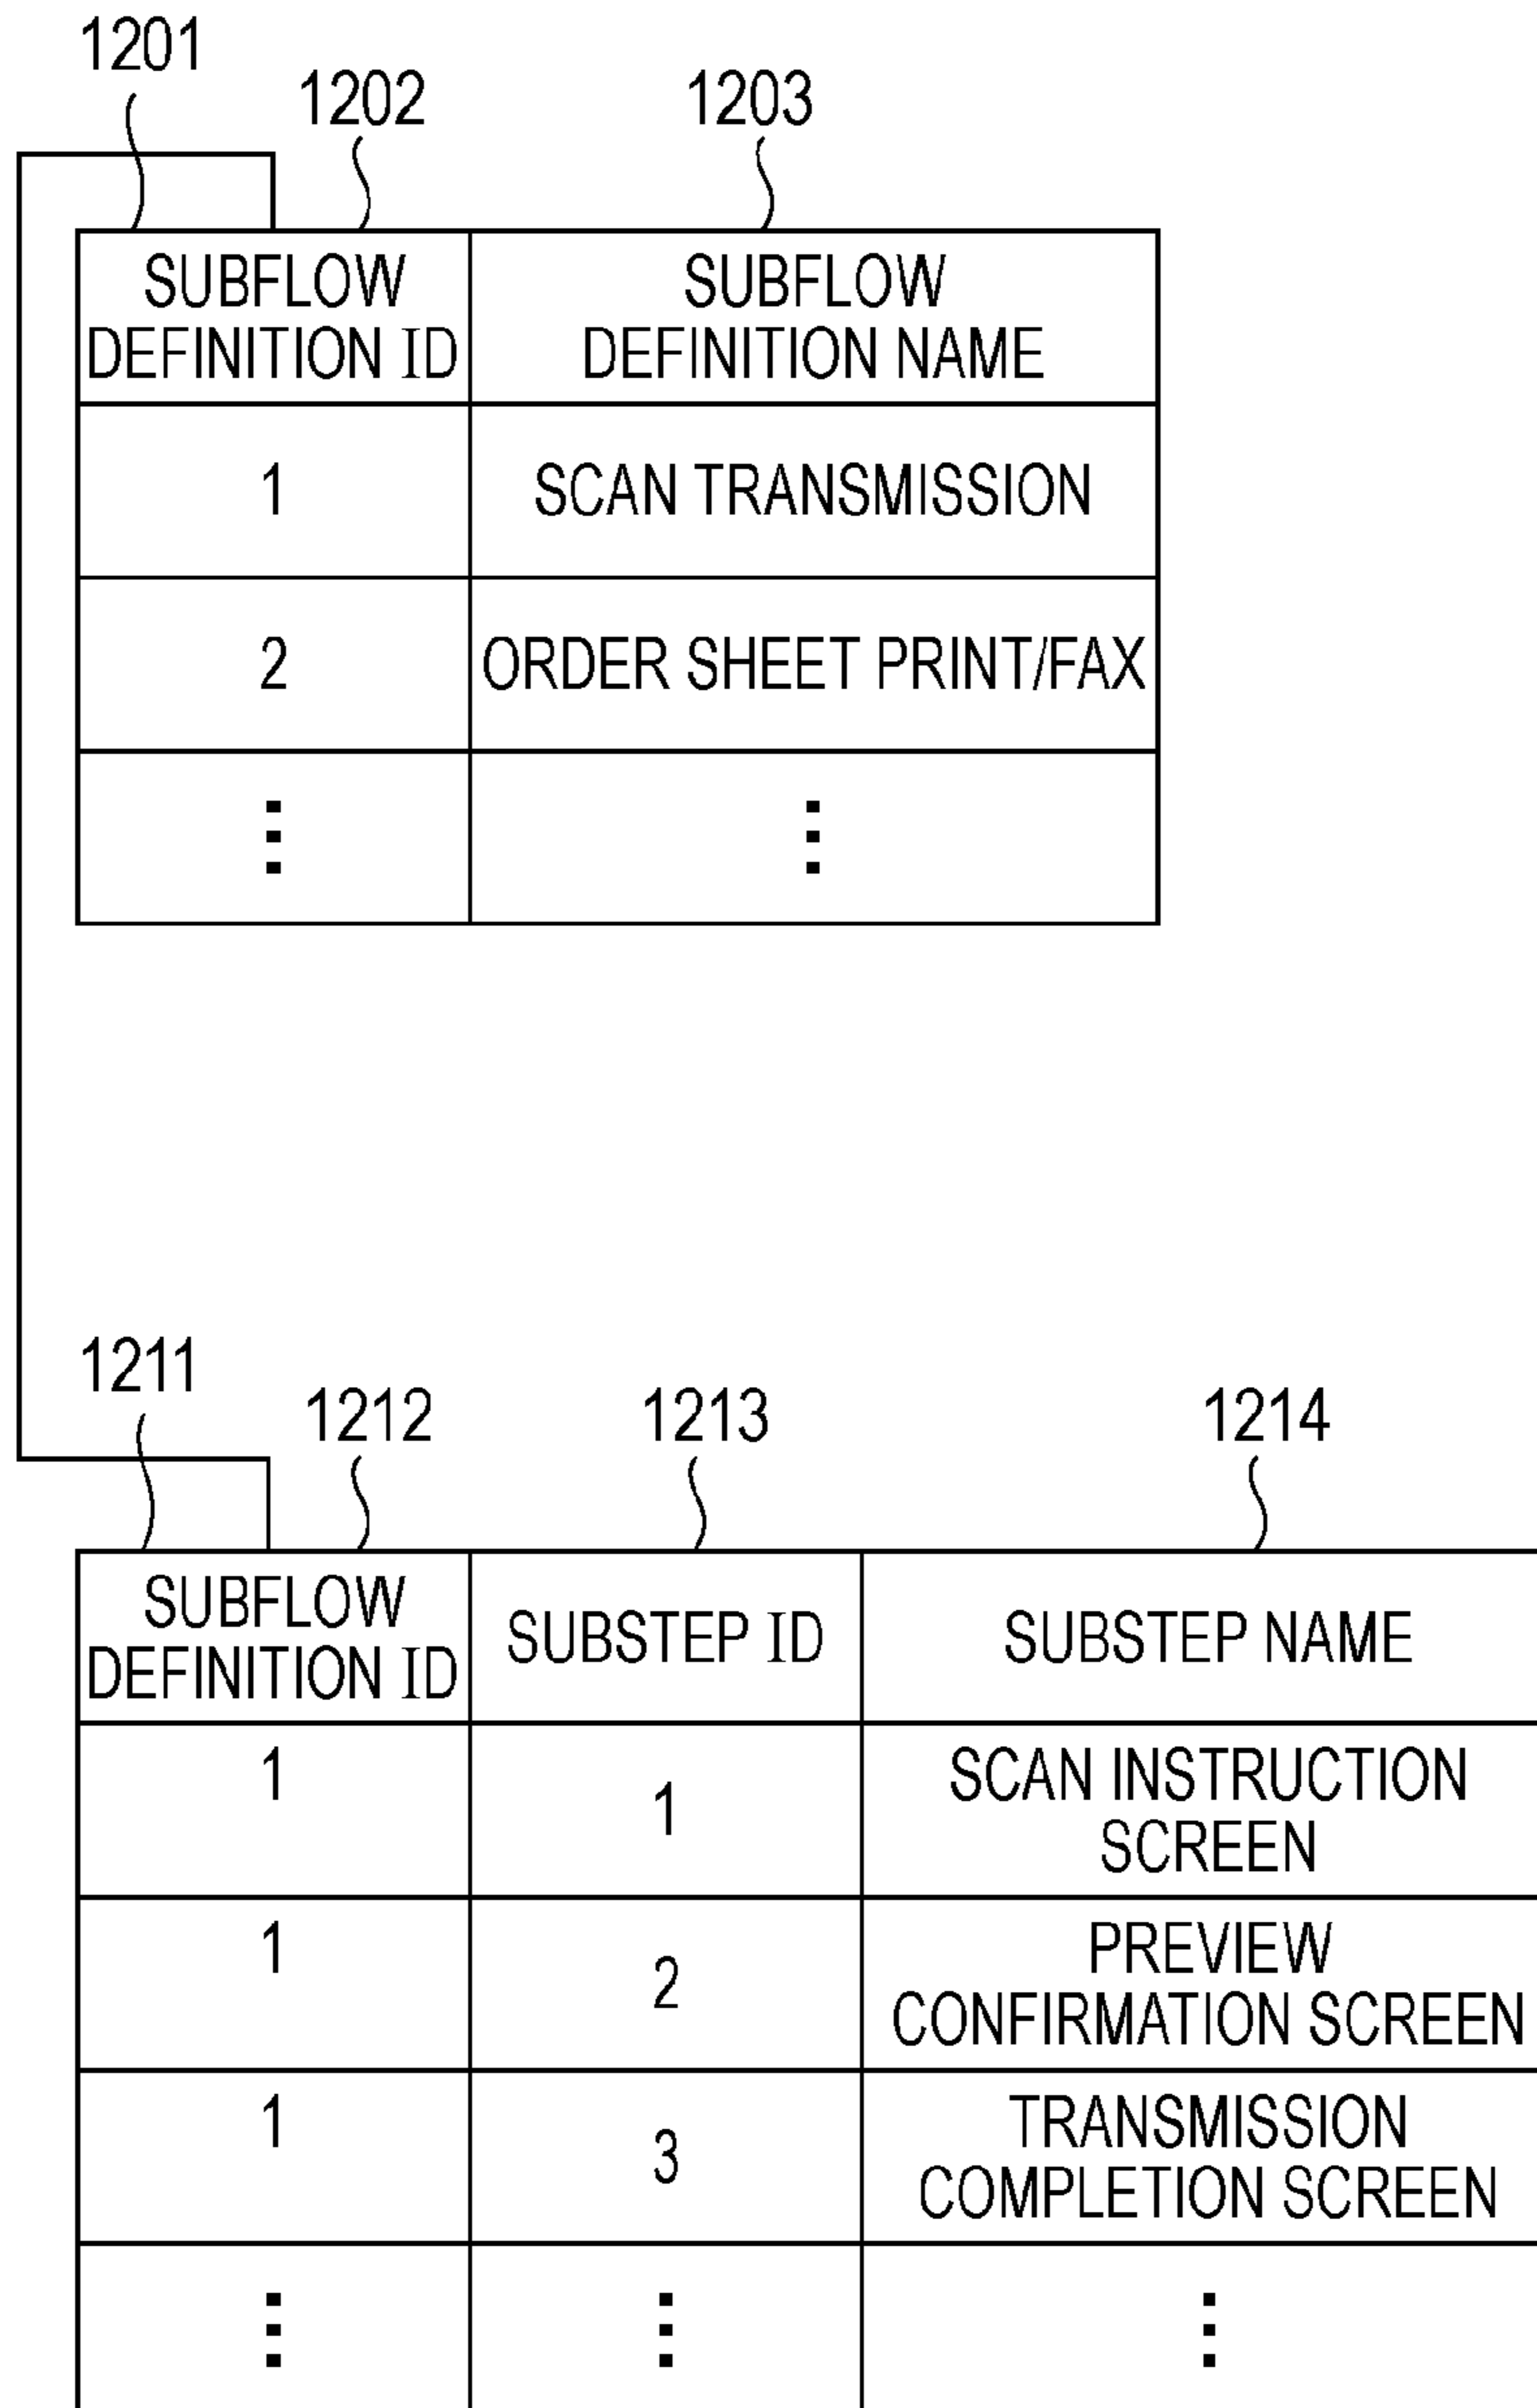 1201
1202
1203
SUBFLOW
DEFINITION ID
SUBFLOW
DEFINITION NAME
1
SCAN TRANSMISSION
2
ORDER SHEET PRINT/FAX
1211
1212
1213
1214
SUBFLOW
DEFINITION ID
SUBSTEP ID
SUBSTEP NAME
1
1
SCAN INSTRUCTION
SCREEN
1
2
PREVIEW
CONFIRMATION SCREEN
1
3
TRANSMISSION
COMPLETION SCREEN